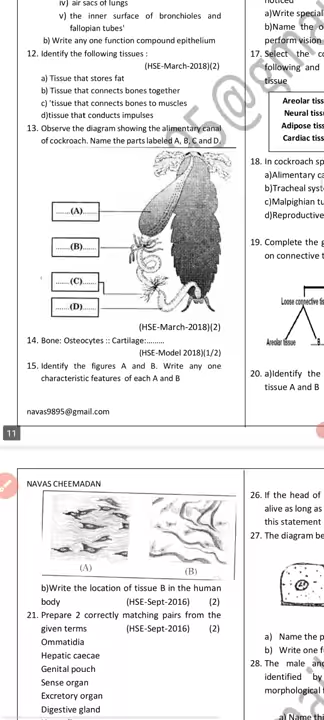 iv) air sacs of lungs
v) the inner surface of bronchioles and
fallopian tubes'
b) Write any one function compound epithelium
12. Identify the following tissues :
(HSE-March-2018)(2)
a) Tissue that stores fat
b) Tissue that connects bones together
c) 'tissue that connects bones to muscles
d)tissue that conducts impulses
13. Observe the diagram showing the alimentary canal
of cockroach. Name the parts labeled A, B, C and D.
........(A)........
........(B)........
........(C)........
........(D)........
(HSE-March-2018)(2)
14. Bone: Osteocytes :: Cartilage:.........
(HSE-Model 2018)(1/2)
15. Identify the figures A and B. Write any one
characteristic features of each A and B
navas9895@gmail.com
11
noticed
a)Write special
b)Name the o
perform vision
17. Select the co
following and
tissue
Areolar tiss
Neural tissu
Adipose tiss
Cardiac tiss
18. In cockroach sp
a)Alimentary ca
b)Tracheal syst
c)Malpighian tu
d)Reproductive
19. Complete the g
on connective t
Loose connective tis
Areolar tissue
...B...
20. a)Identify the
tissue A and B
NAVAS CHEEMADAN
(A)
(B)
b)Write the location of tissue B in the human
body (HSE-Sept-2016) (2)
21. Prepare 2 correctly matching pairs from the
given terms (HSE-Sept-2016) (2)
Ommatidia
Hepatic caecae
Genital pouch
Sense organ
Excretory organ
Digestive gland
26. If the head of
alive as long as
this statement
27. The diagram be
a) Name the p
b) Write one f
28. The male and
identified by
morphological f
a) Name thi